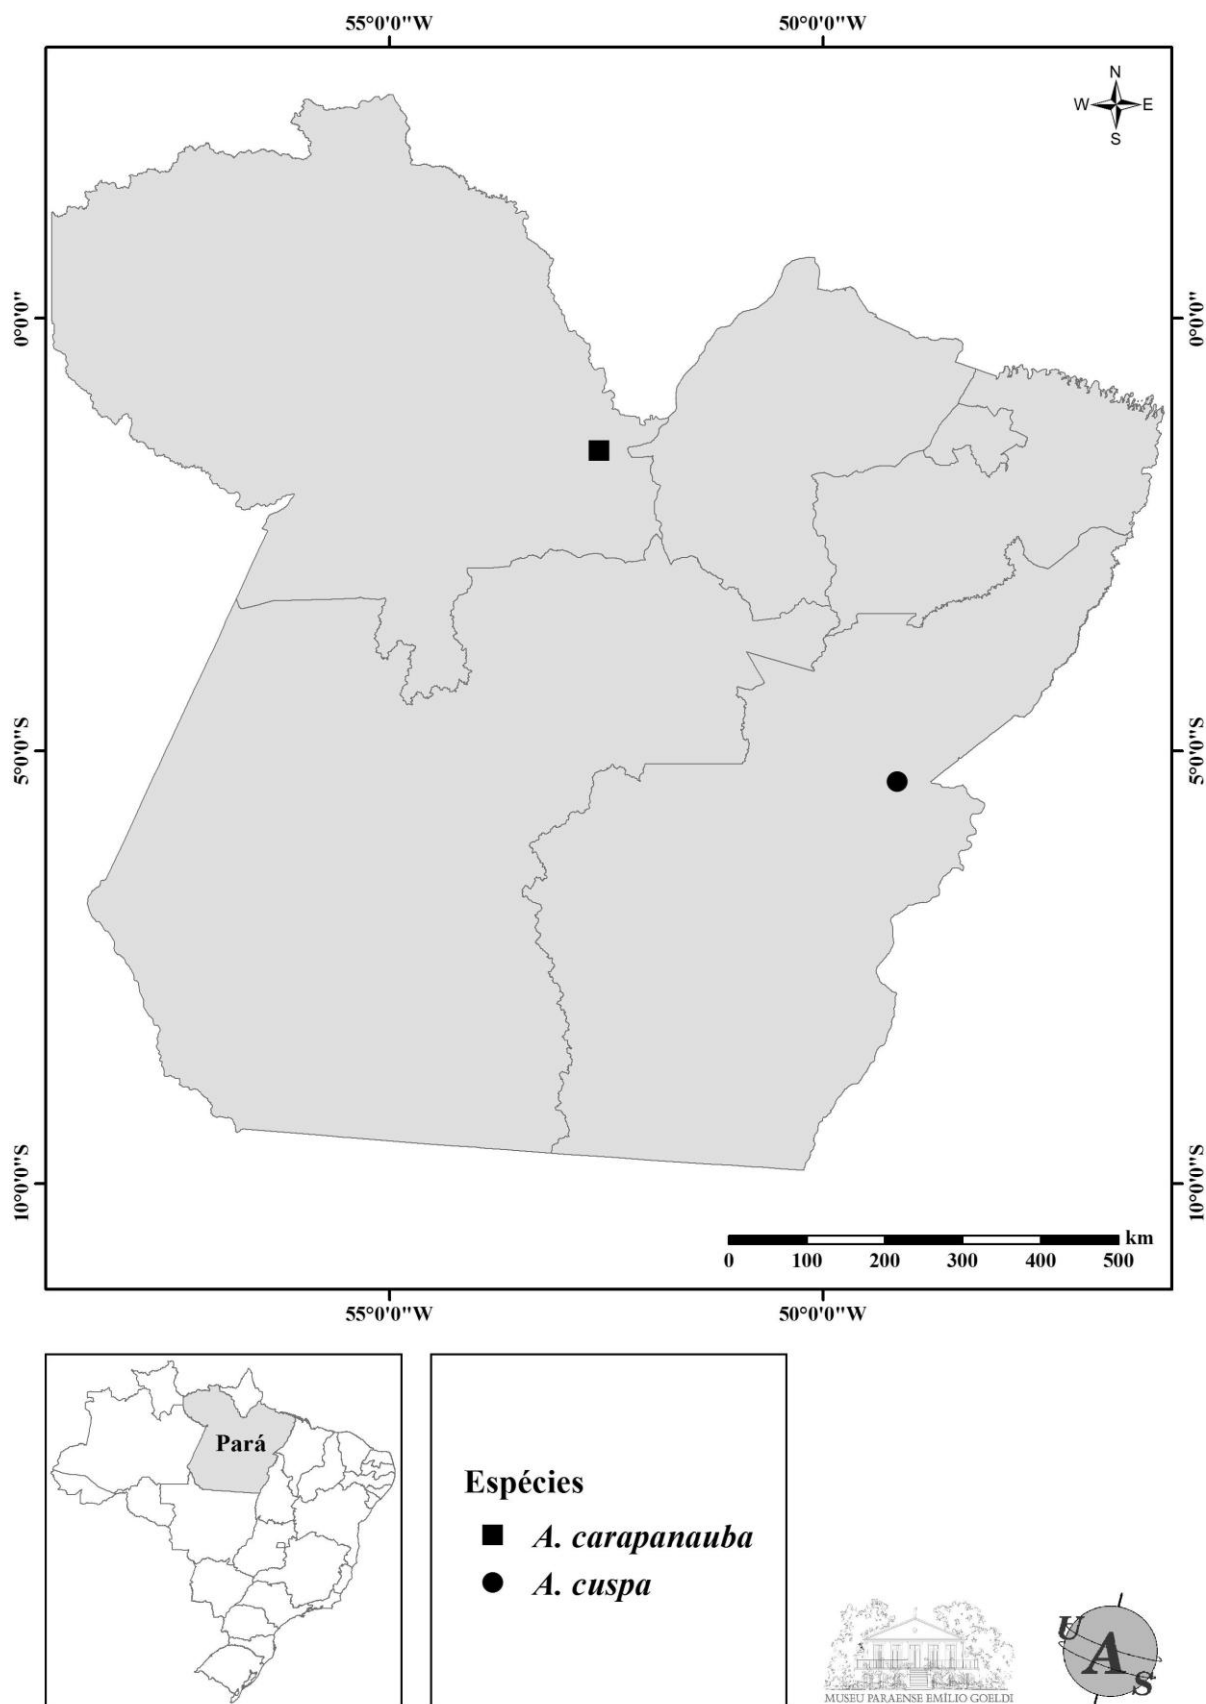 55°0'0"W 50°0'0"W
N
W E
S
0°0'0" 0°0'0"
5°0'0"S 5°0'0"S
10°0'0"S 10°0'0"S
km
0 100 200 300 400 500
55°0'0"W 50°0'0"W
Pará
Espécies
A. carapanauba
A. cuspa
MUSEU PARAENSE EMÍLIO GOELDI
U
A
S